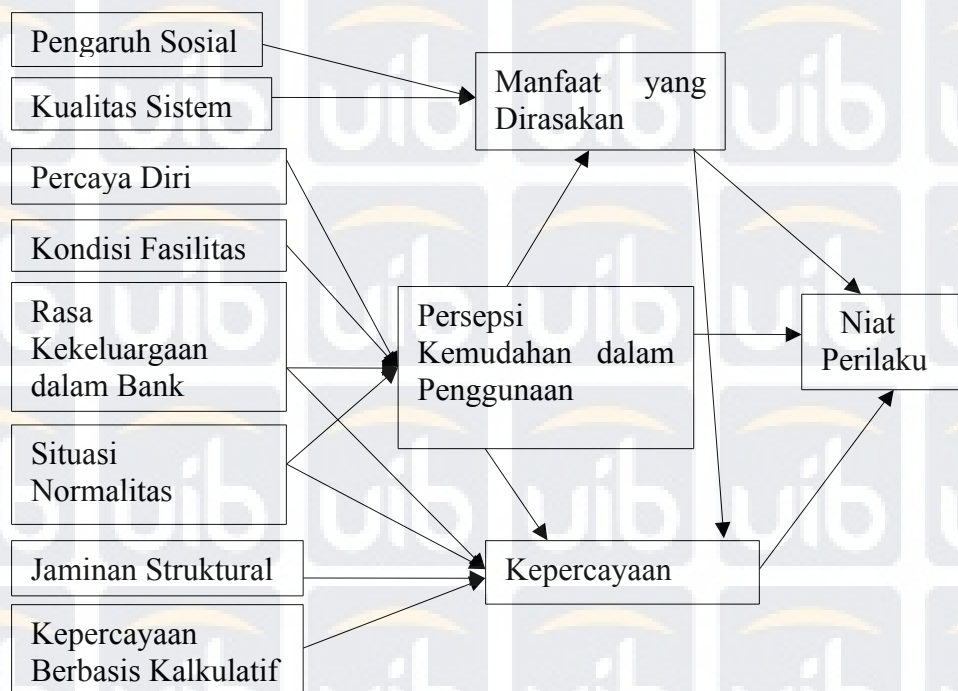 Pengaruh Sosial
Kualitas Sistem
Percaya Diri
Kondisi Fasilitas
Rasa
Kekeluargaan
dalam Bank
Situasi
Normalitas
Jaminan Struktural
Kepercayaan
Berbasis Kalkulatif
Manfaat yang
Dirasakan
Persepsi
Kemudahan dalam
Penggunaan
Kepercayaan
Niat
Perilaku
uib